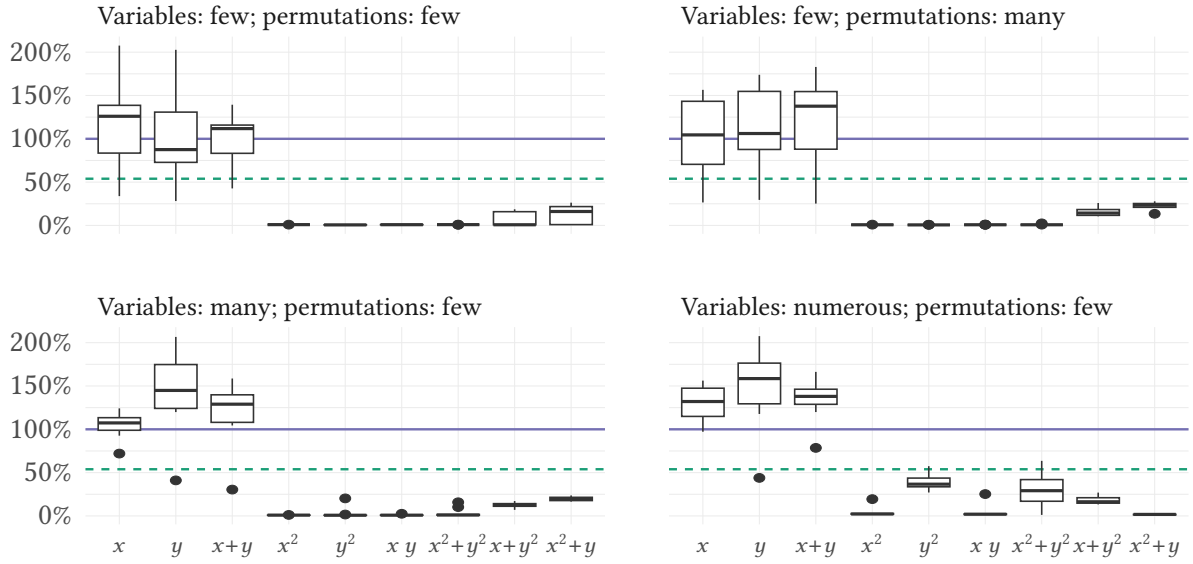 Variables: few; permutations: few
Variables: few; permutations: many
200%
150%
100%
50%
0%
Variables: many; permutations: few
Variables: numerous; permutations: few
200%
150%
100%
50%
0%
x y x+y x² y² x y x²+y² x+y² x²+y
x y x+y x² y² x y x²+y² x+y² x²+y